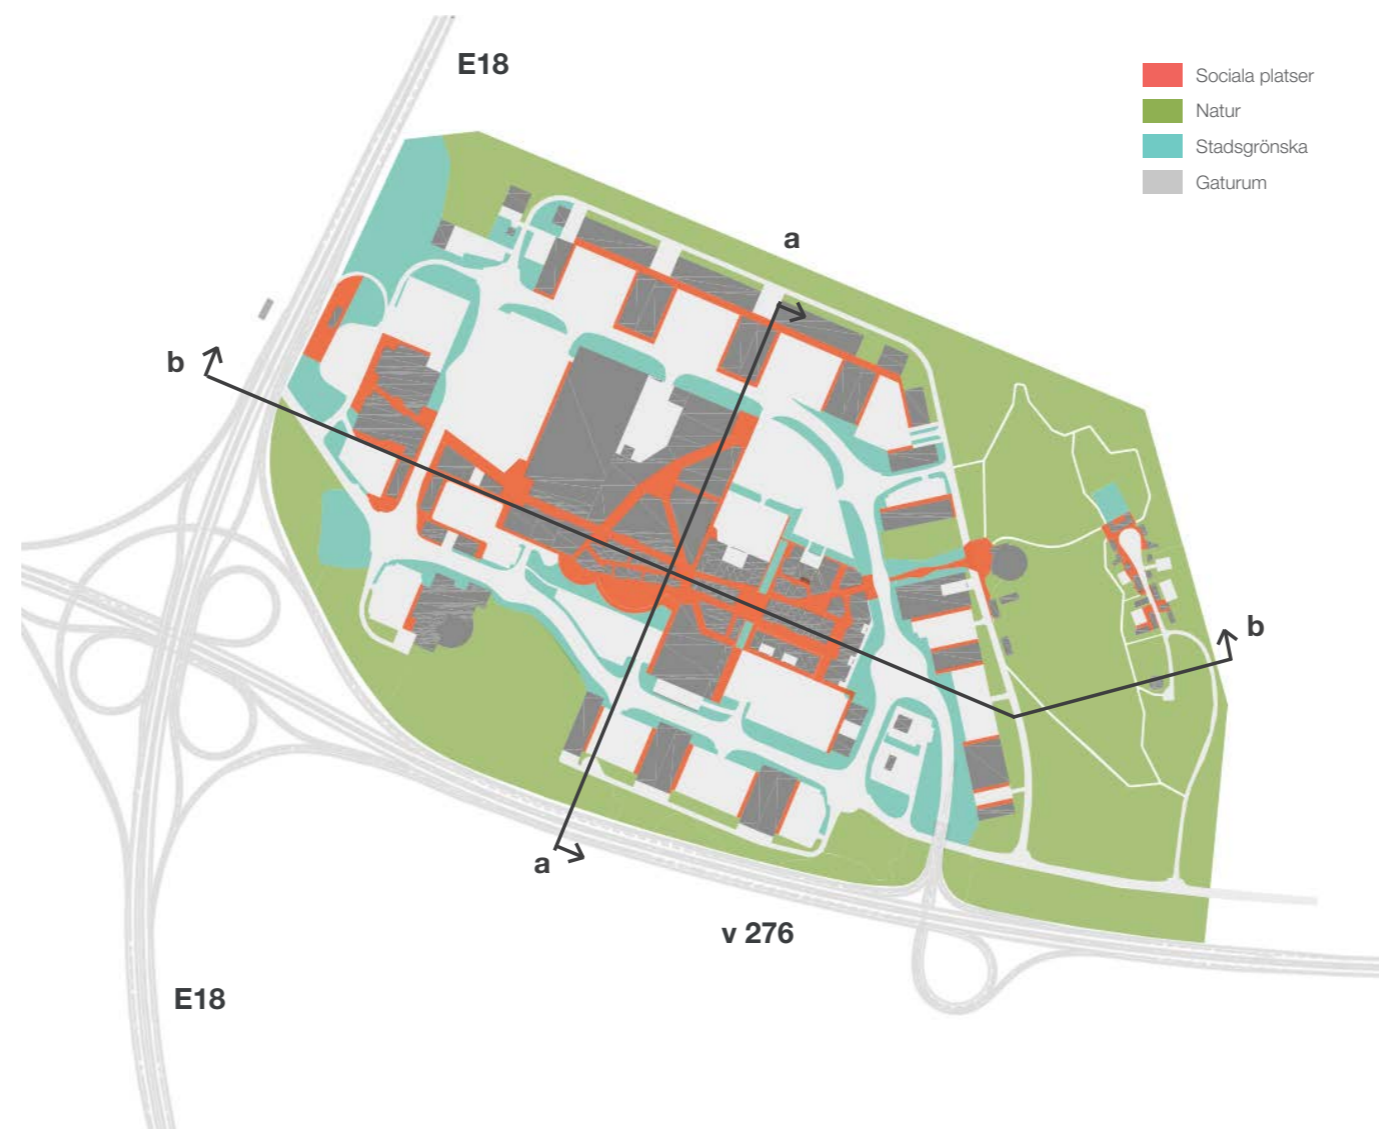 E18
Sociala platser
Natur
Stadsgrönska
Gaturum
a
b
b
a
v 276
E18